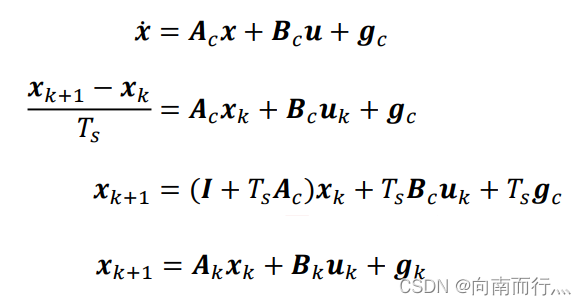 ẋ = A_c x + B_c u + g_c
(x_{k+1} − x_k) / T_s = A_c x_k + B_c u_k + g_c
x_{k+1} = (I + T_s A_c)x_k + T_s B_c u_k + T_s g_c
x_{k+1} = A_k x_k + B_k u_k + g_k
CSDN @向南而行灬